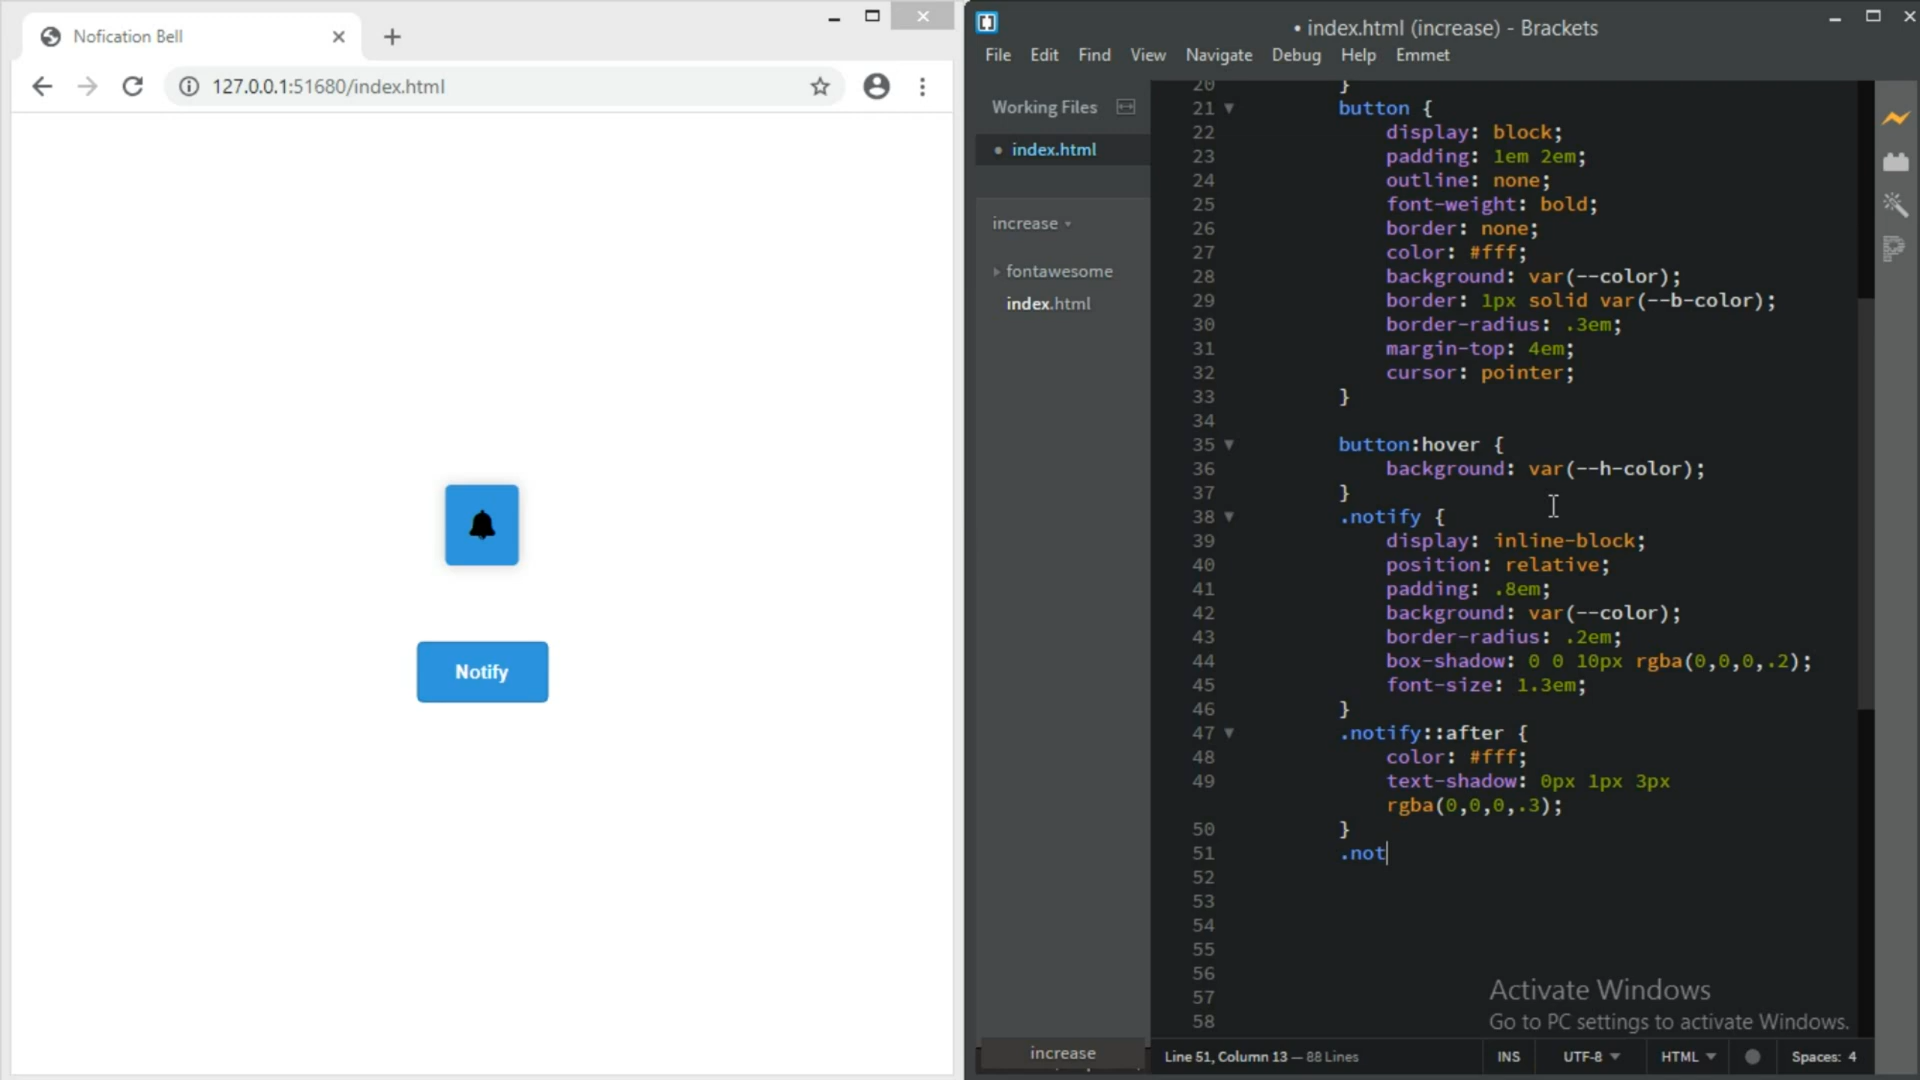 Nofication Bell
127.0.0.1:51680/index.html
Notify
• index.html (increase) - Brackets
File Edit Find View Navigate Debug Help Emmet
Working Files
• index.html
increase
fontawesome
index.html
increase
20 }
21 button {
22 display: block;
23 padding: 1em 2em;
24 outline: none;
25 font-weight: bold;
26 border: none;
27 color: #fff;
28 background: var(--color);
29 border: 1px solid var(--b-color);
30 border-radius: .3em;
31 margin-top: 4em;
32 cursor: pointer;
33 }
34
35 button:hover {
36 background: var(--h-color);
37 }
38 .notify {
39 display: inline-block;
40 position: relative;
41 padding: .8em;
42 background: var(--color);
43 border-radius: .2em;
44 box-shadow: 0 0 10px rgba(0,0,0,.2);
45 font-size: 1.3em;
46 }
47 .notify::after {
48 color: #fff;
49 text-shadow: 0px 1px 3px
rgba(0,0,0,.3);
50 }
51 .not
52
53
54
55
56
57
58
Activate Windows
Go to PC settings to activate Windows.
Line 51, Column 13 — 88 Lines
INS UTF-8 HTML Spaces: 4